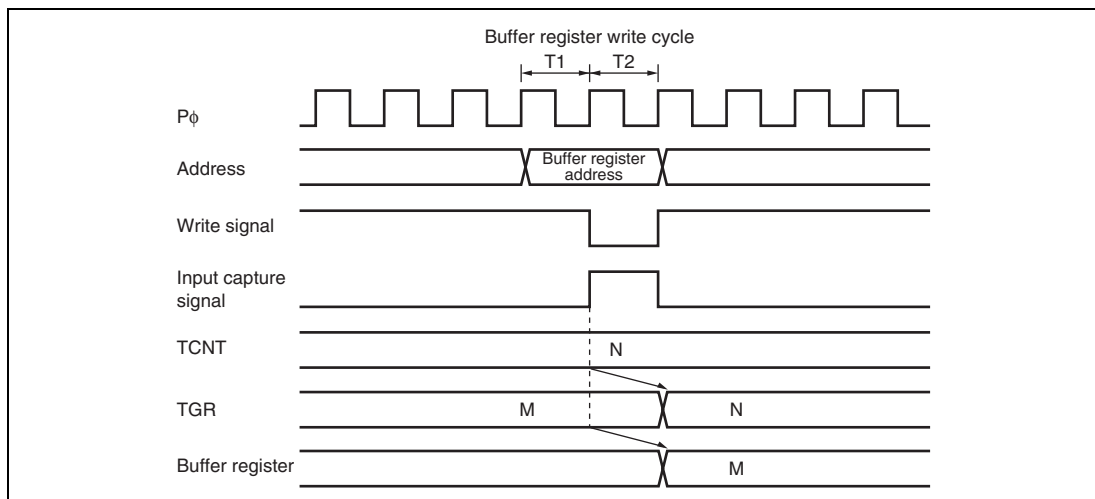 Buffer register write cycle
T1 T2
Pϕ
Address
Buffer register
address
Write signal
Input capture
signal
TCNT
N
TGR
M N
Buffer register
M